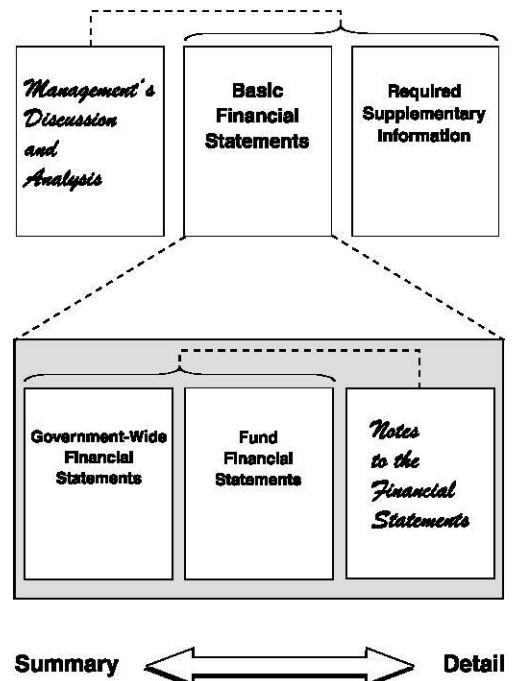 Management's
Discussion
and
Analysis
Basic
Financial
Statements
Required
Supplementary
Information
Government-Wide
Financial
Statements
Fund
Financial
Statements
Notes
to the
Financial
Statements
Summary
Detail